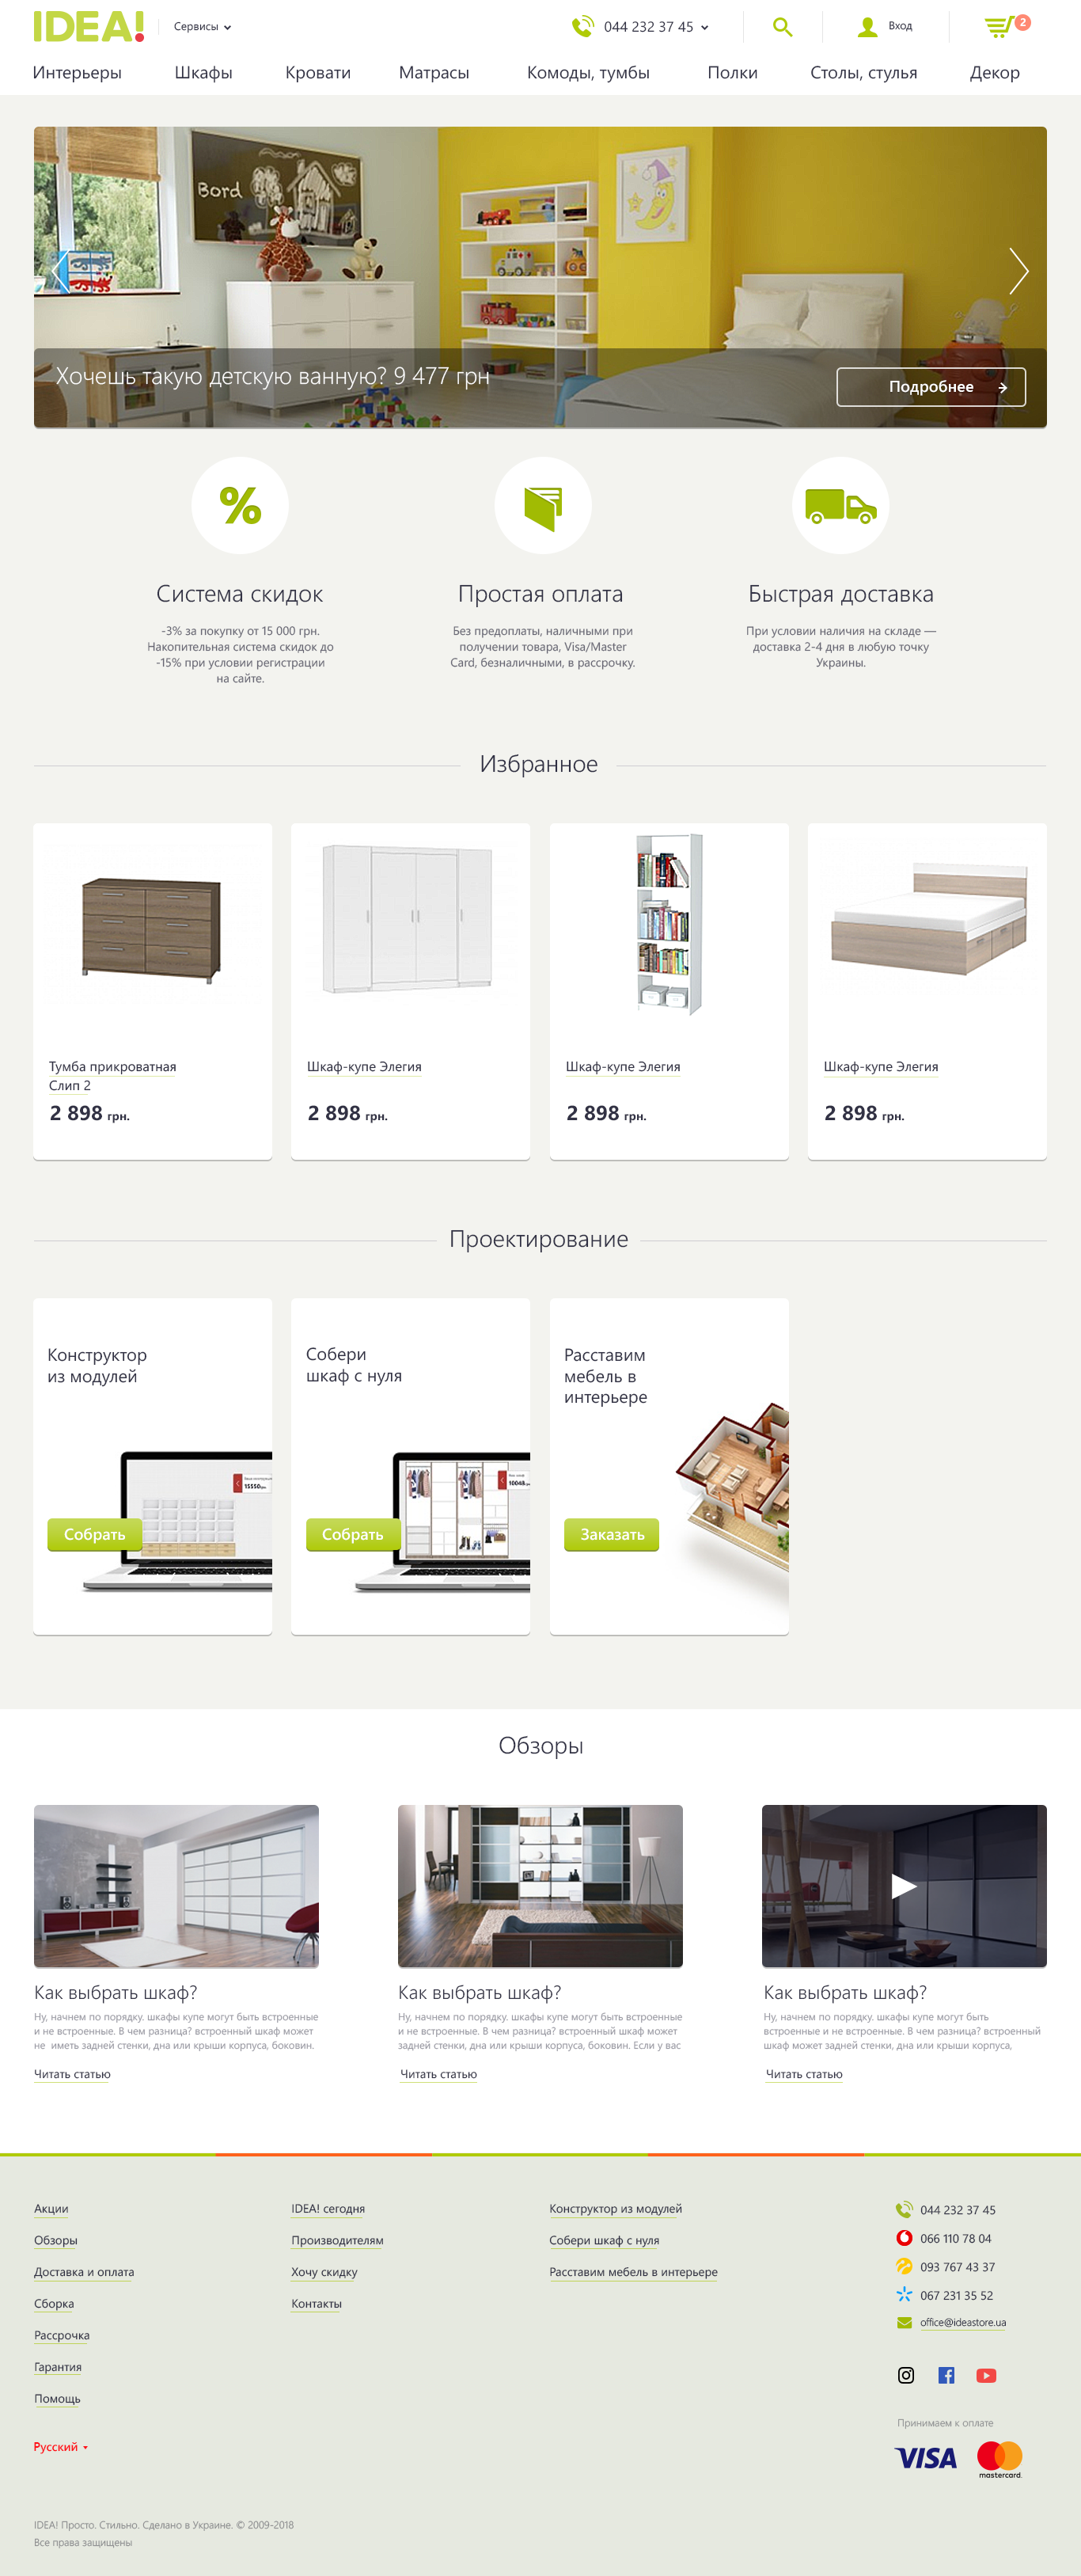 IDEA!
Сервисы
044 232 37 45
Вход
2
Интерьеры
Шкафы
Кровати
Матрасы
Комоды, тумбы
Полки
Столы, стулья
Декор
Bord
Хочешь такую детскую ванную? 9 477 грн
Подробнее
%
Система скидок
-3% за покупку от 15 000 грн.
Накопительная система скидок до
-15% при условии регистрации
на сайте.
Простая оплата
Без предоплаты, наличными при
получении товара, Visa/Master
Card, безналичными, в рассрочку.
Быстрая доставка
При условии наличия на складе —
доставка 2-4 дня в любую точку
Украины.
Избранное
Тумба прикроватная
Слип 2
2 898 грн.
Шкаф-купе Элегия
2 898 грн.
Шкаф-купе Элегия
2 898 грн.
Шкаф-купе Элегия
2 898 грн.
Проектирование
Конструктор
из модулей
15550
Собрать
Собери
шкаф с нуля
10048
Собрать
Расставим
мебель в
интерьере
Заказать
Обзоры
Как выбрать шкаф?
Ну, начнем по порядку. шкафы купе могут быть встроенные
и не встроенные. В чем разница? встроенный шкаф может
не иметь задней стенки, дна или крыши корпуса, боковин.
Читать статью
Как выбрать шкаф?
Ну, начнем по порядку. шкафы купе могут быть встроенные
и не встроенные. В чем разница? встроенный шкаф может
задней стенки, дна или крыши корпуса, боковин. Если у вас
Читать статью
Как выбрать шкаф?
Ну, начнем по порядку. шкафы купе могут быть
встроенные и не встроенные. В чем разница? встроенный
шкаф может задней стенки, дна или крыши корпуса,
Читать статью
Акции
Обзоры
Доставка и оплата
Сборка
Рассрочка
Гарантия
Помощь
Русский
IDEA! сегодня
Производителям
Хочу скидку
Контакты
Конструктор из модулей
Собери шкаф с нуля
Расставим мебель в интерьере
044 232 37 45
066 110 78 04
093 767 43 37
067 231 35 52
office@ideastore.ua
Принимаем к оплате
VISA
mastercard.
IDEA! Просто. Стильно. Сделано в Украине. © 2009-2018
Все права защищены